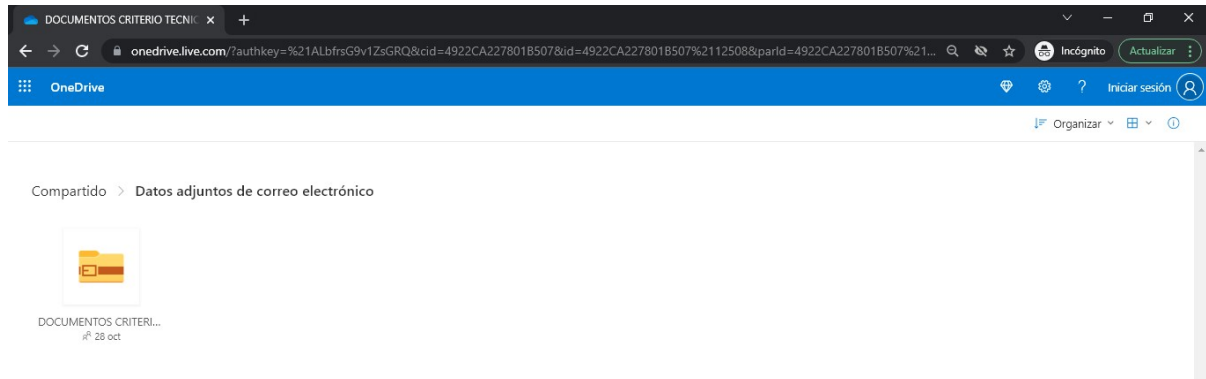 DOCUMENTOS CRITERIO TECNIC
onedrive.live.com/?authkey=%21ALbfrsG9v1ZsGRQ&cid=4922CA227801B507&id=4922CA227801B507%2112508&parId=4922CA227801B507%21...
Incógnito
Actualizar
OneDrive
Iniciar sesión
Organizar
Compartido > Datos adjuntos de correo electrónico
DOCUMENTOS CRITERI...
28 oct